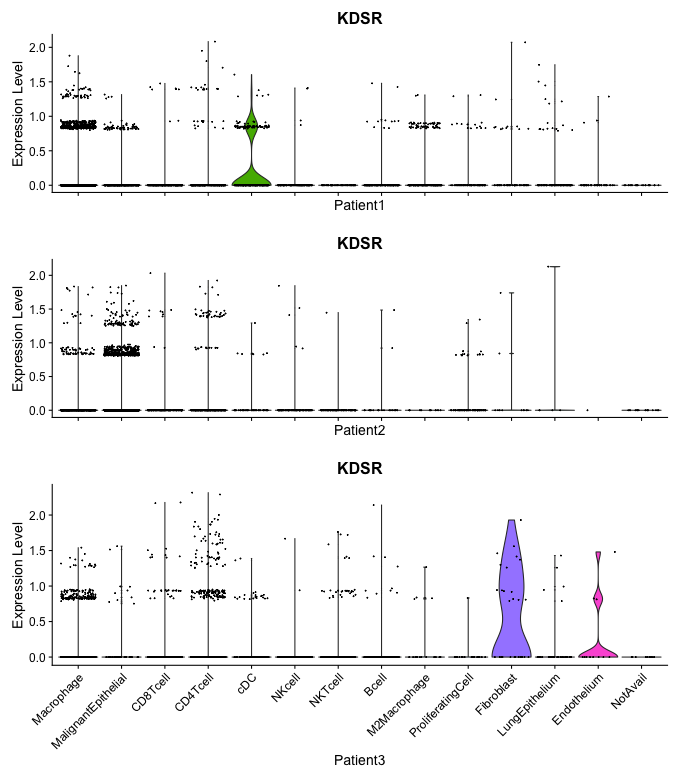 KDSR
Expression Level
2.0
1.5
1.0
0.5
0.0
Patient1
KDSR
Expression Level
2.0
1.5
1.0
0.5
0.0
Patient2
KDSR
Expression Level
2.0
1.5
1.0
0.5
0.0
Macrophage
MalignantEpithelial
CD8Tcell
CD4Tcell
cDC
NKcell
NKTcell
Bcell
M2Macrophage
ProliferatingCell
Fibroblast
LungEpithelium
Endothelium
NotAvail
Patient3